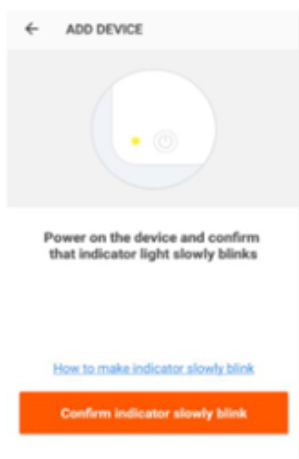 ADD DEVICE
Power on the device and confirm
that indicator light slowly blinks
How to make indicator slowly blink
Confirm indicator slowly blink